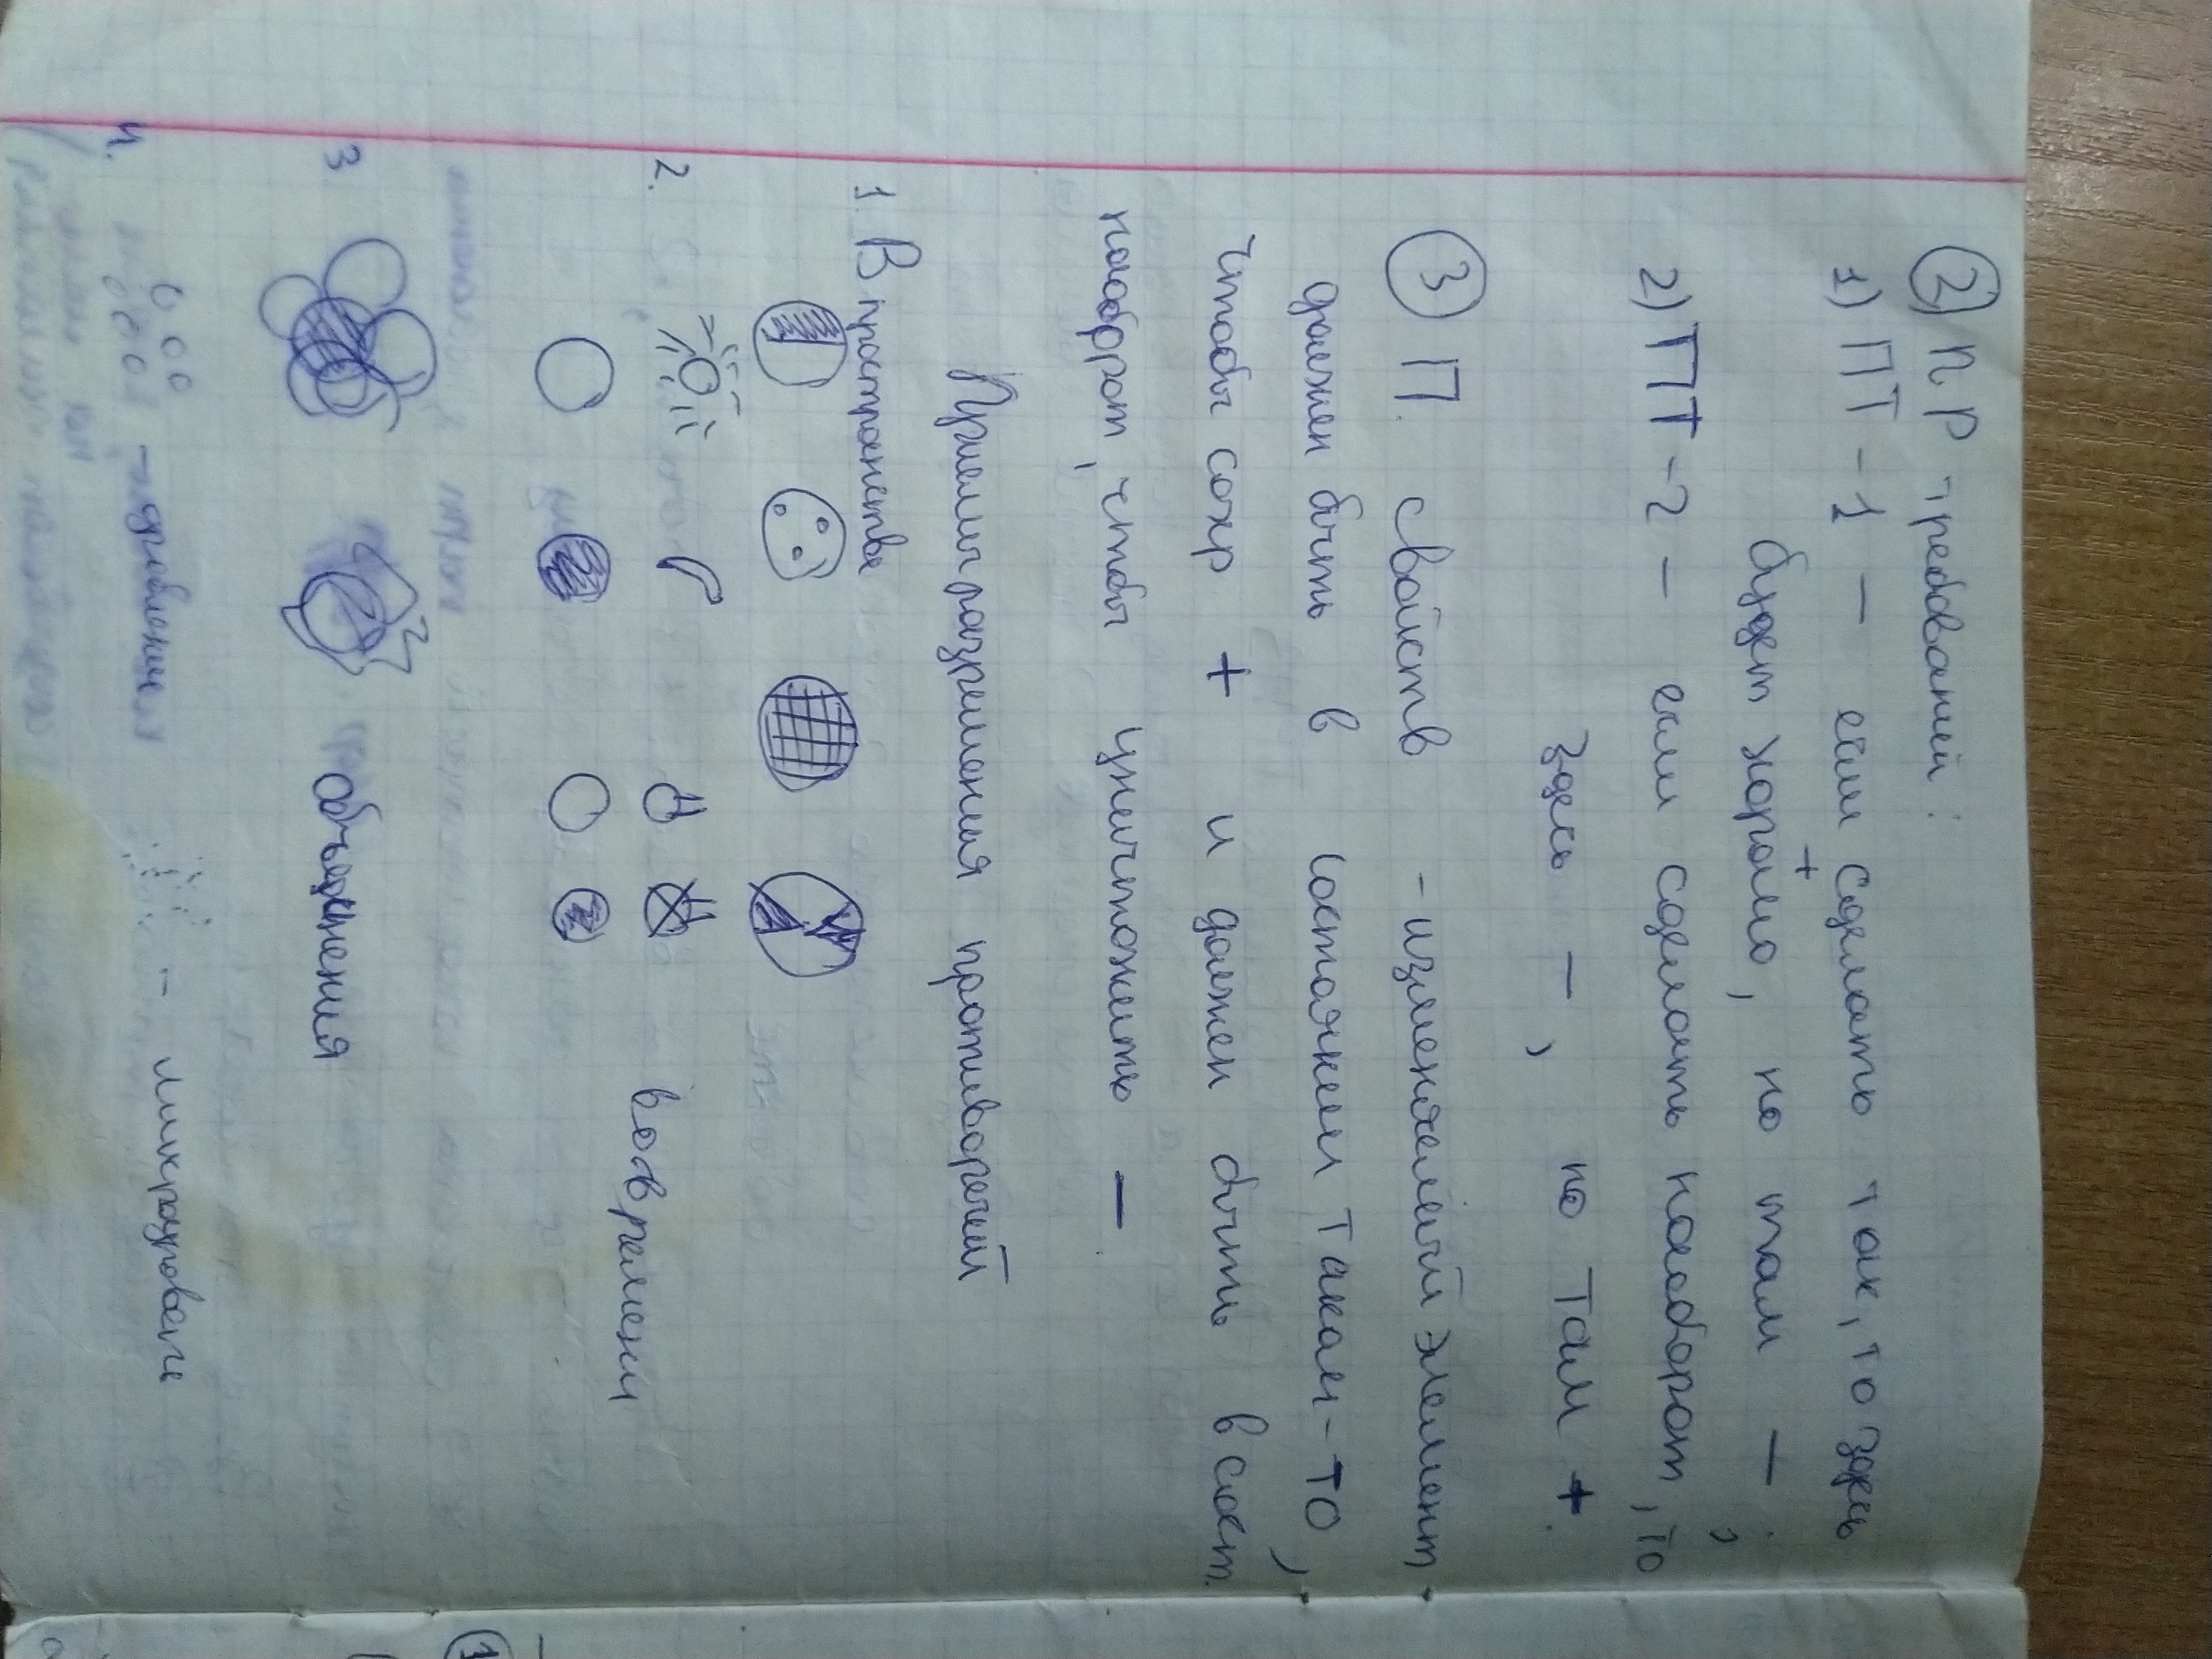 ② П Р требований:
1) ПТ-1 – если сделать так, то здесь
+
будет хорошо, но там –;
2) ПТ-2 – если сделать наоборот, то
здесь –, но там +.
③ П. свойств – изменяемый элемент
должен быть в состоянии таком-то,
чтобы сохр + и должен быть в сост.
наоборот, чтобы уничтожить –.
Приемы разрешения противоречий
1. В пространстве
2. во времени
3 объединения
4. дробление – микроуровень